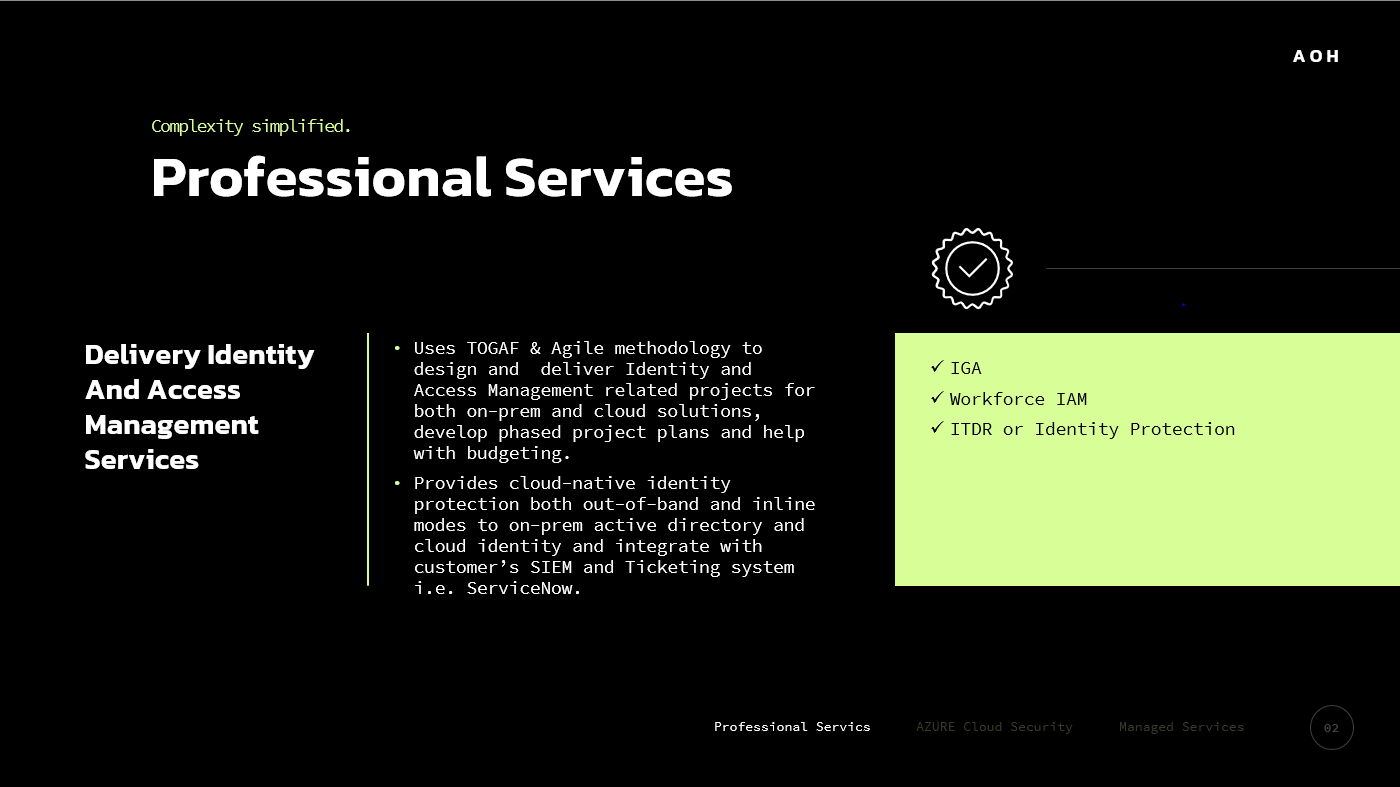 AOH
Complexity simplified.
Professional Services
Delivery Identity
And Access
Management
Services
• Uses TOGAF & Agile methodology to
design and  deliver Identity and
Access Management related projects for
both on-prem and cloud solutions,
develop phased project plans and help
with budgeting.
• Provides cloud-native identity
protection both out-of-band and inline
modes to on-prem active directory and
cloud identity and integrate with
customer’s SIEM and Ticketing system
i.e. ServiceNow.
✓ IGA
✓ Workforce IAM
✓ ITDR or Identity Protection
Professional Servics
AZURE Cloud Security
Managed Services
02